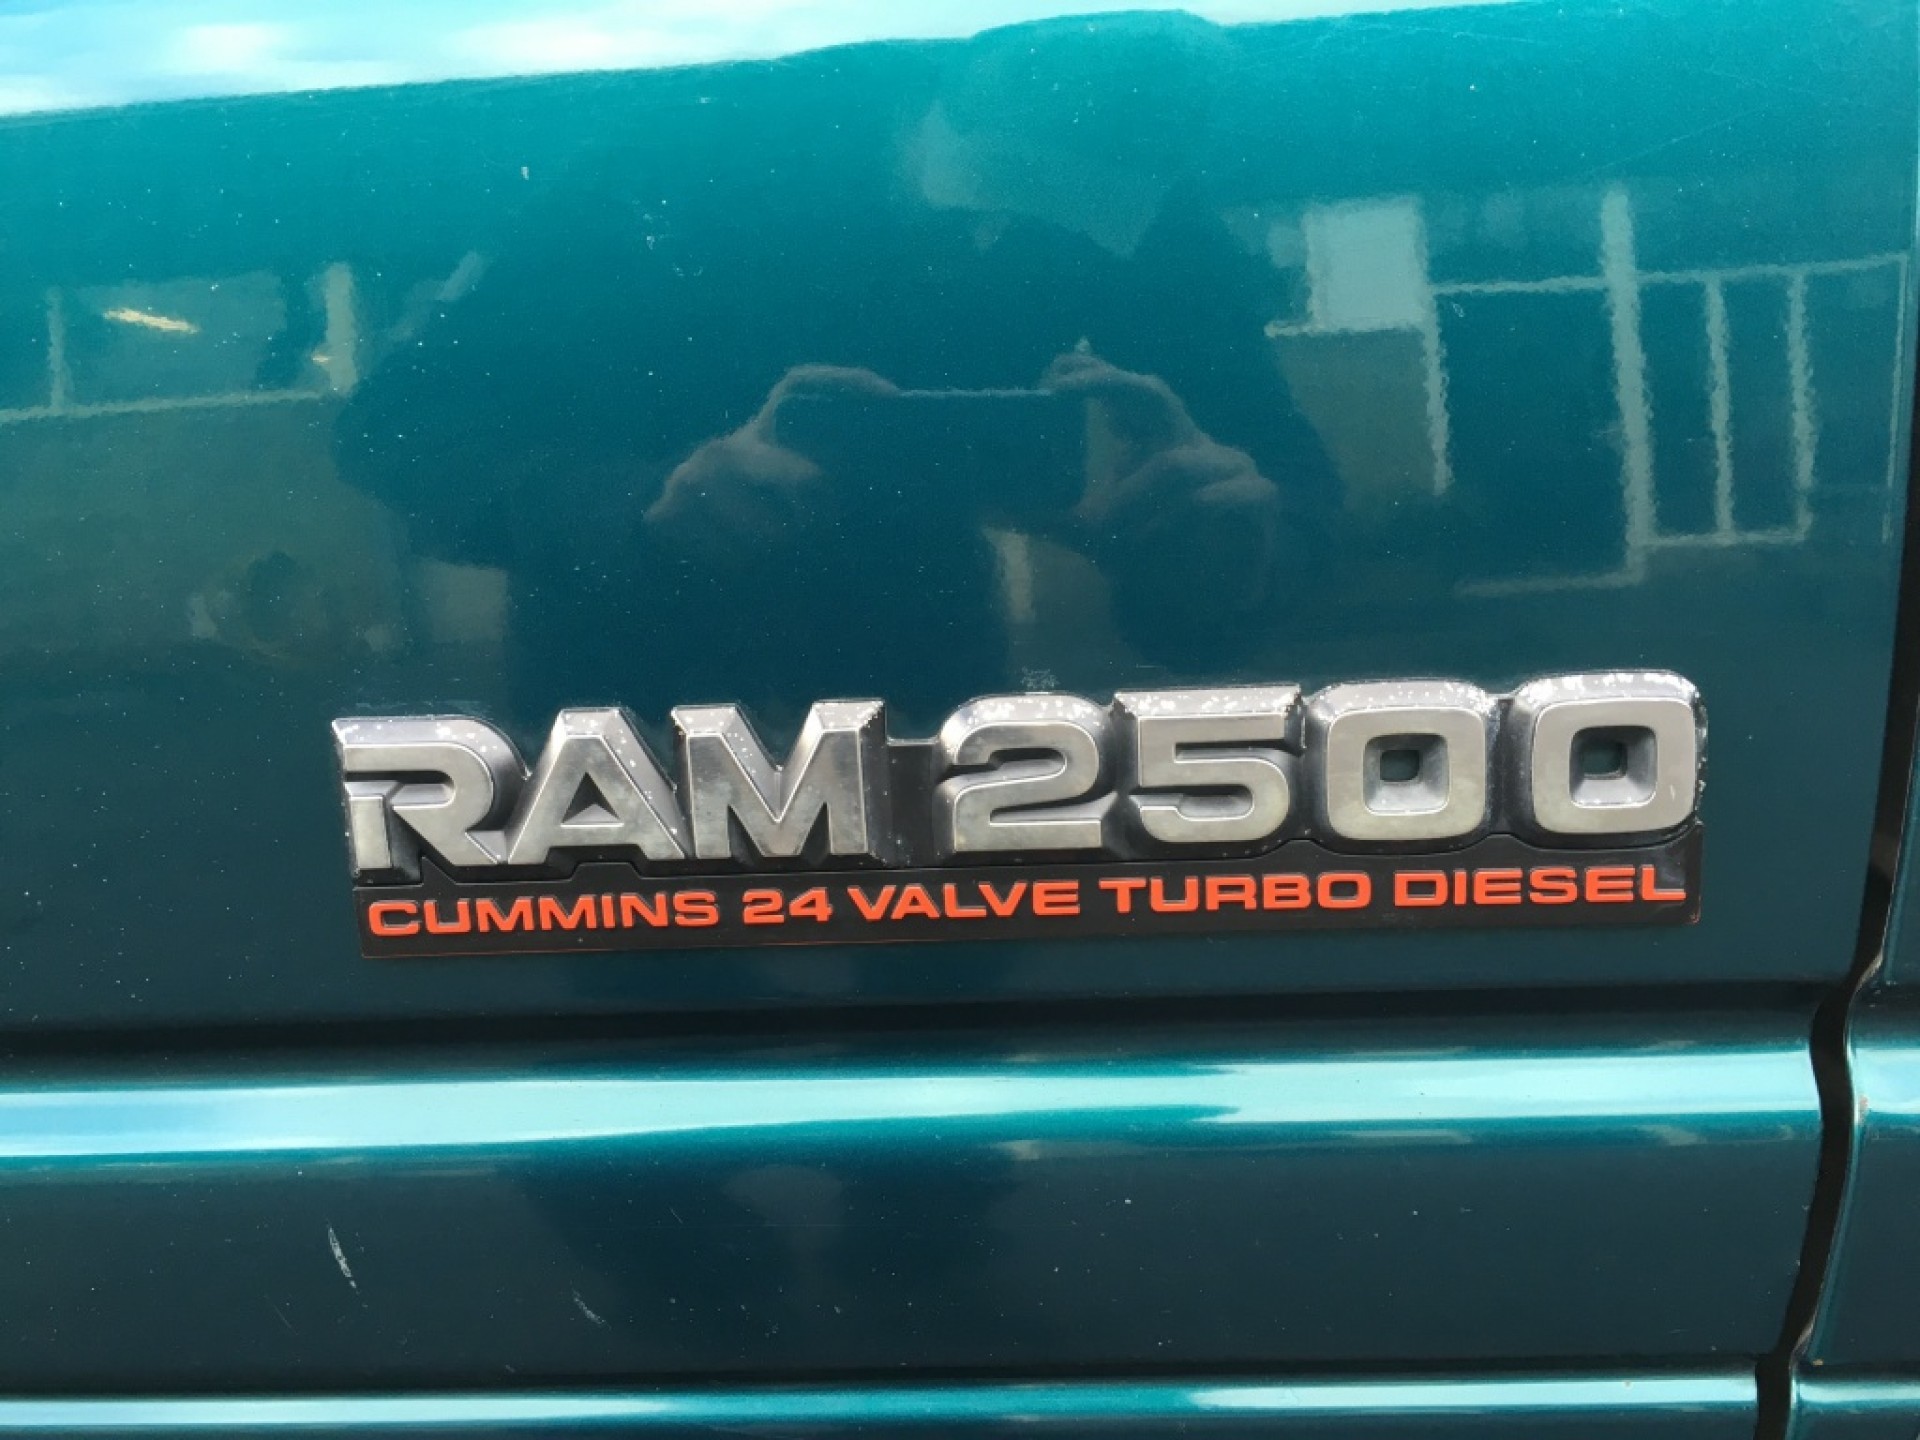 RAM 2500
CUMMINS 24 VALVE TURBO DIESEL